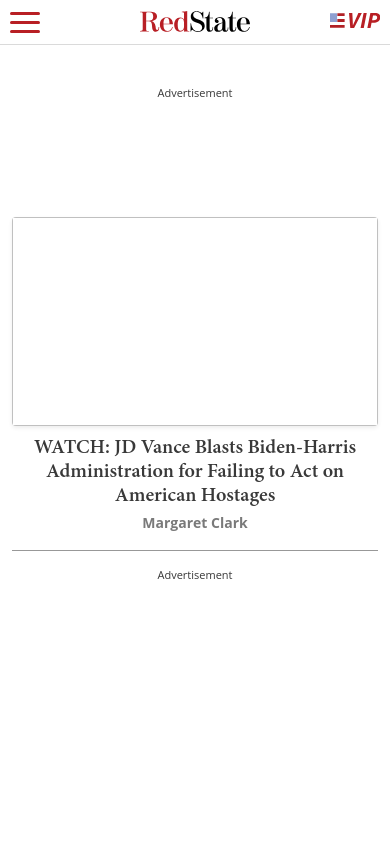 RedState
VIP
Advertisement
WATCH: JD Vance Blasts Biden-Harris
Administration for Failing to Act on
American Hostages
Margaret Clark
Advertisement